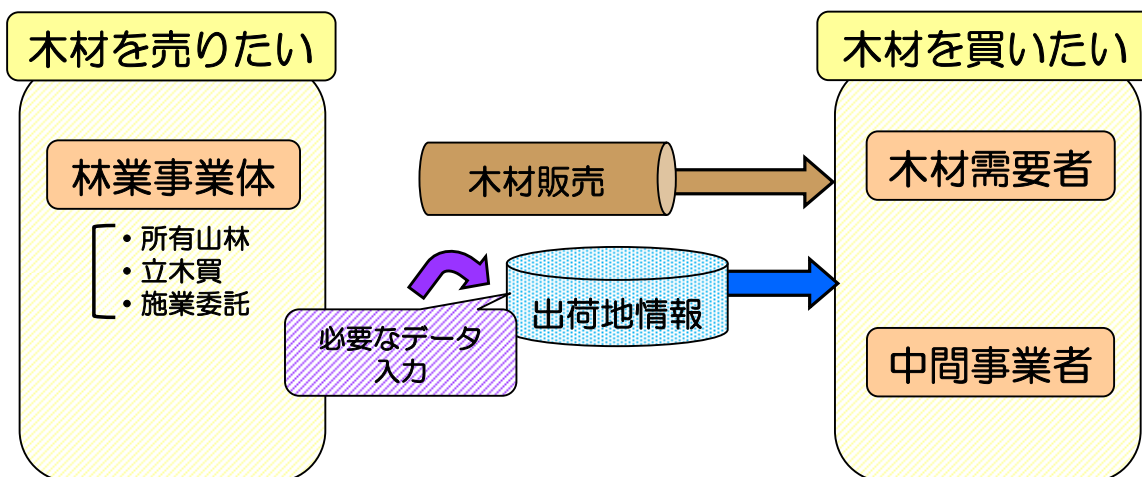 木材を売りたい
林業事業体
・所有山林
・立木買
・施業委託
木材販売
必要なデータ
入力
出荷地情報
木材を買いたい
木材需要者
中間事業者